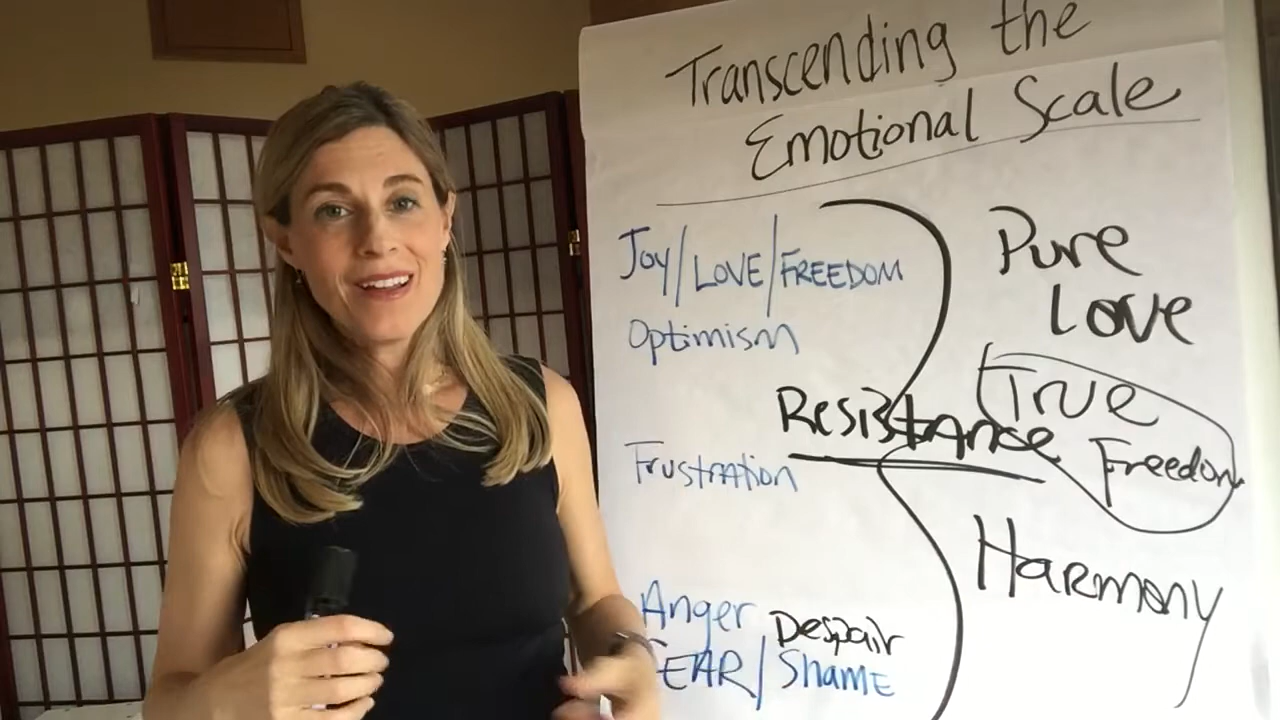 Transcending the
Emotional Scale
Joy/LOVE/FREEDOM
Optimism
Resistance
Frustration
Anger Despair
FEAR/Shame
Pure
Love
True
Freedom
Harmony